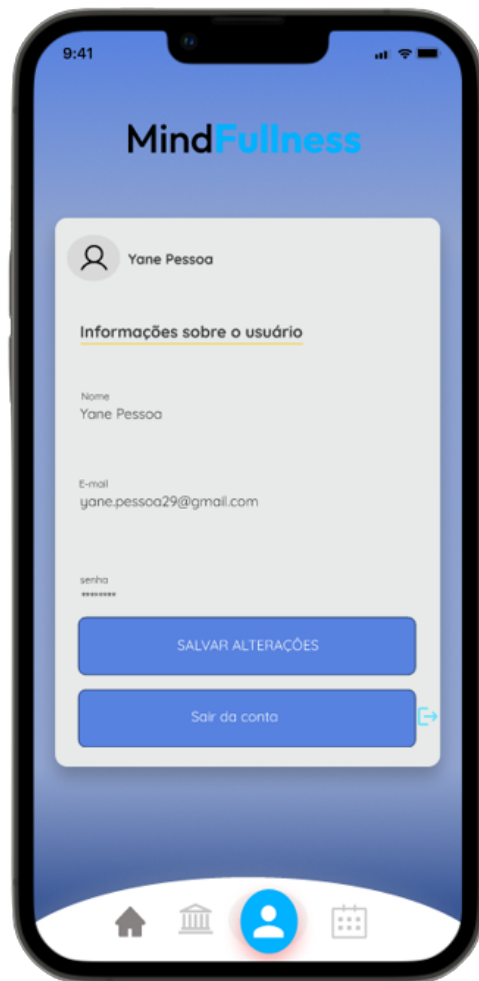 9:41
MindFullness
Yane Pessoa
Informações sobre o usuário
Nome
Yane Pessoa
E-mail
yane.pessoa29@gmail.com
senha
********
SALVAR ALTERAÇÕES
Sair da conta